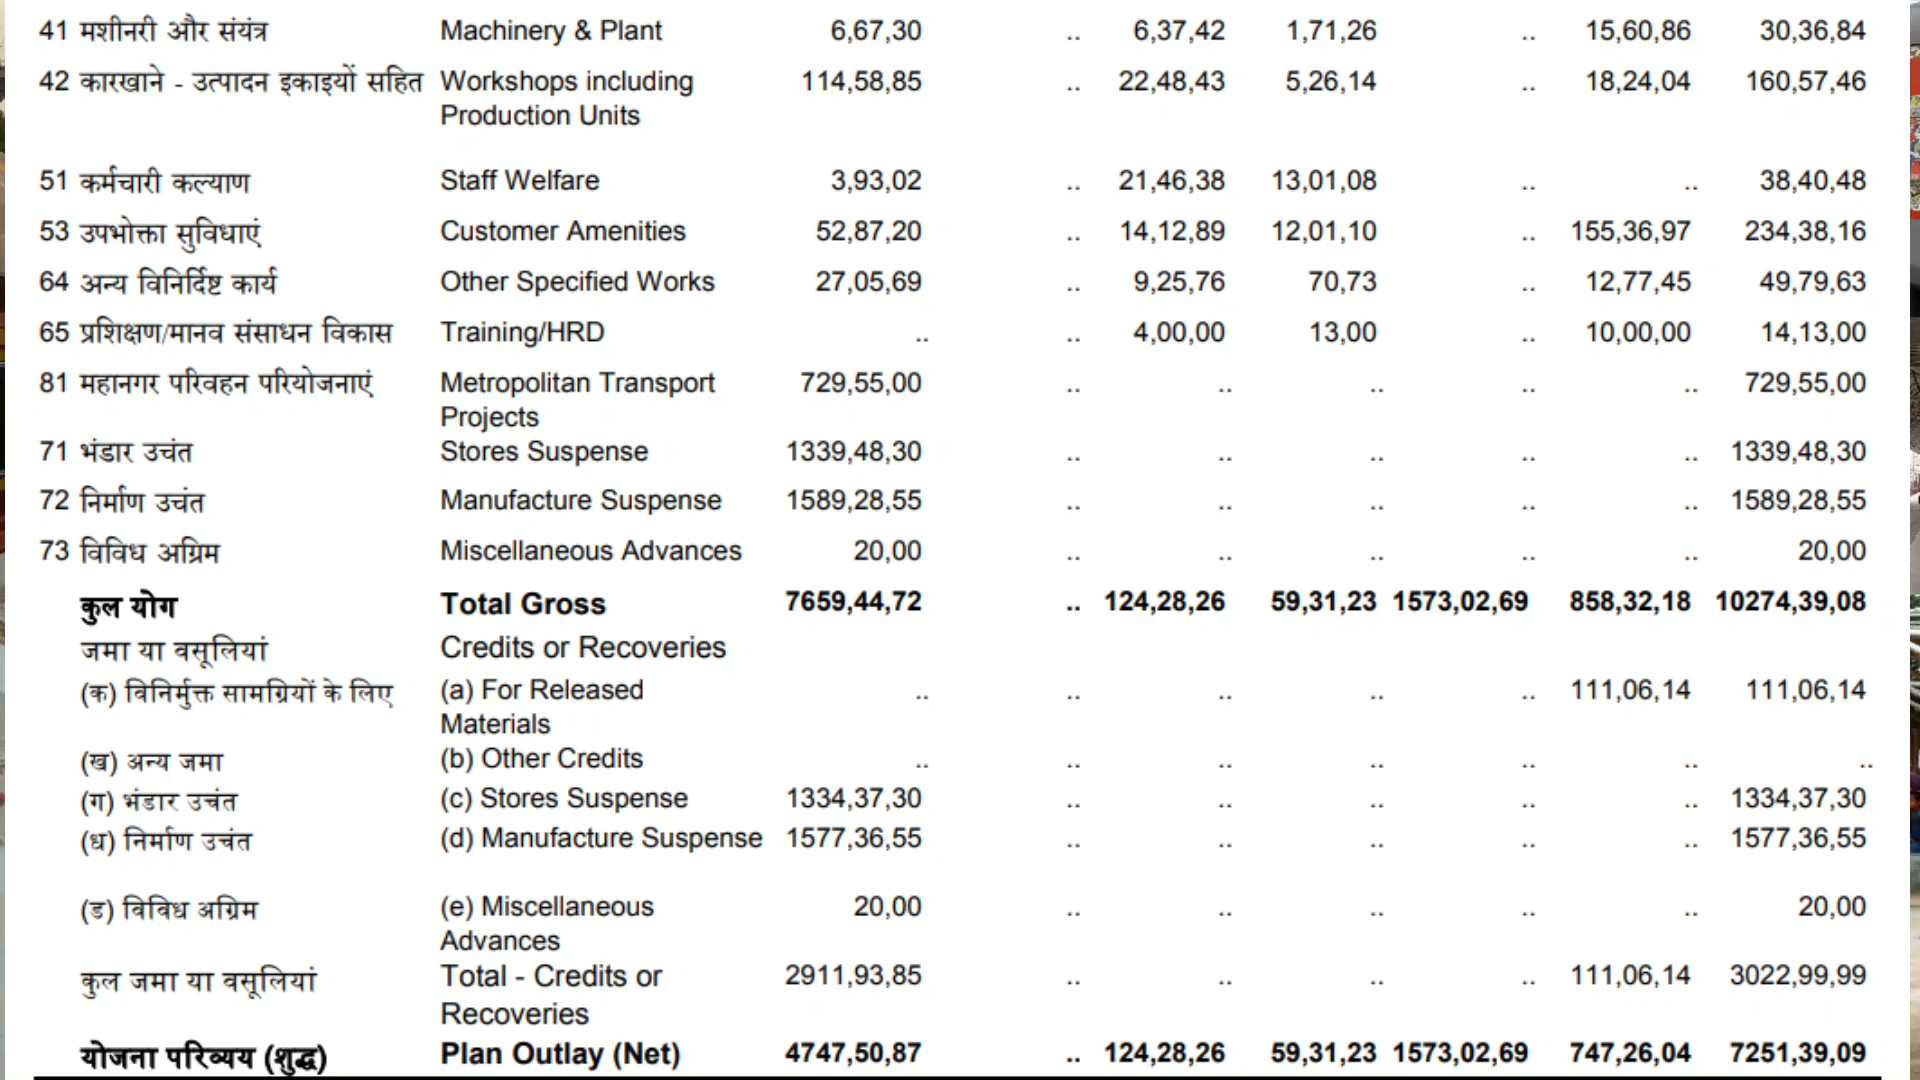 41 मशीनरी और संयंत्र Machinery & Plant 6,67,30 .. 6,37,42 1,71,26 .. 15,60,86 30,36,84
42 कारखाने - उत्पादन इकाइयों सहित Workshops including 114,58,85 .. 22,48,43 5,26,14 .. 18,24,04 160,57,46
Production Units
51 कर्मचारी कल्याण Staff Welfare 3,93,02 .. 21,46,38 13,01,08 .. .. 38,40,48
53 उपभोक्ता सुविधाएं Customer Amenities 52,87,20 .. 14,12,89 12,01,10 .. 155,36,97 234,38,16
64 अन्य विनिर्दिष्ट कार्य Other Specified Works 27,05,69 .. 9,25,76 70,73 .. 12,77,45 49,79,63
65 प्रशिक्षण/मानव संसाधन विकास Training/HRD .. .. 4,00,00 13,00 .. 10,00,00 14,13,00
81 महानगर परिवहन परियोजनाएं Metropolitan Transport 729,55,00 .. .. .. .. .. 729,55,00
Projects
71 भंडार उचंत Stores Suspense 1339,48,30 .. .. .. .. .. 1339,48,30
72 निर्माण उचंत Manufacture Suspense 1589,28,55 .. .. .. .. .. 1589,28,55
73 विविध अग्रिम Miscellaneous Advances 20,00 .. .. .. .. .. 20,00
कुल योग Total Gross 7659,44,72 .. 124,28,26 59,31,23 1573,02,69 858,32,18 10274,39,08
जमा या वसूलियां Credits or Recoveries
(क) विनिर्मुक्त सामग्रियों के लिए (a) For Released .. .. .. .. .. 111,06,14 111,06,14
Materials
(ख) अन्य जमा (b) Other Credits .. .. .. .. .. .. ..
(ग) भंडार उचंत (c) Stores Suspense 1334,37,30 .. .. .. .. .. 1334,37,30
(ध) निर्माण उचंत (d) Manufacture Suspense 1577,36,55 .. .. .. .. .. 1577,36,55
(ड) विविध अग्रिम (e) Miscellaneous 20,00 .. .. .. .. .. 20,00
Advances
कुल जमा या वसूलियां Total - Credits or 2911,93,85 .. .. .. .. 111,06,14 3022,99,99
Recoveries
योजना परिव्यय (शुद्ध) Plan Outlay (Net) 4747,50,87 .. 124,28,26 59,31,23 1573,02,69 747,26,04 7251,39,09